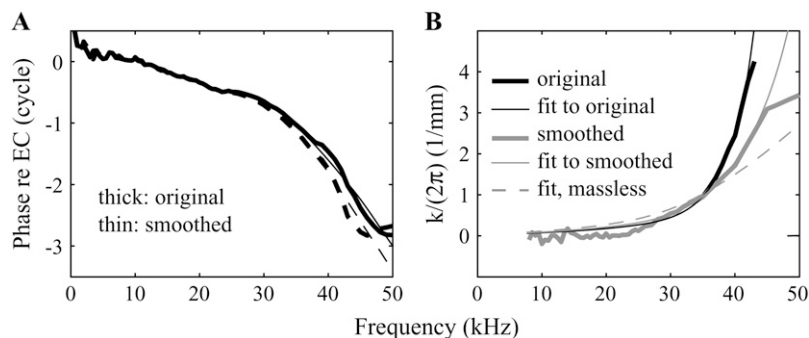 A
Phase re EC (cycle)
0
-1
-2
-3
thick: original
thin: smoothed
0
10
20
30
40
50
B
k/(2π) (1/mm)
4
3
2
1
0
original
fit to original
smoothed
fit to smoothed
fit, massless
0
10
20
30
40
50
Frequency (kHz)